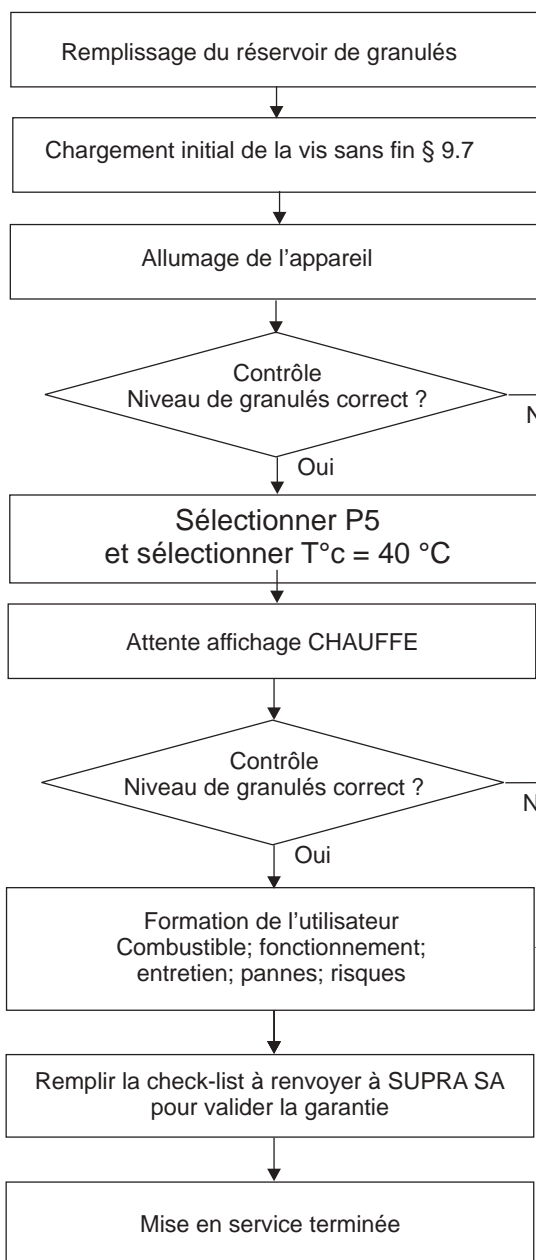 Remplissage du réservoir de granulés
Chargement initial de la vis sans fin § 9.7
Allumage de l'appareil
Contrôle
Niveau de granulés correct ?
N
Oui
Sélectionner P5
et sélectionner T°c = 40 °C
Attente affichage CHAUFFE
Contrôle
Niveau de granulés correct ?
N
Oui
Formation de l'utilisateur
Combustible; fonctionnement;
entretien; pannes; risques
Remplir la check-list à renvoyer à SUPRA SA
pour valider la garantie
Mise en service terminée